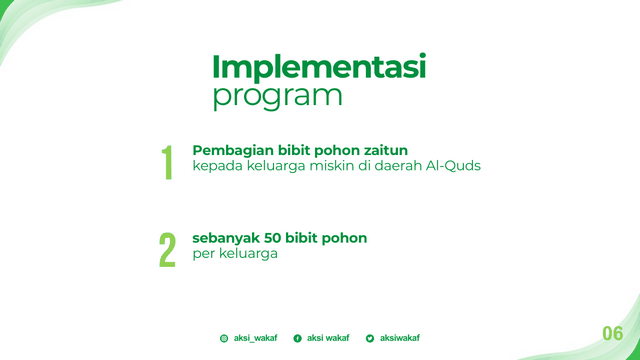 Implementasi
program
1
Pembagian bibit pohon zaitun
kepada keluarga miskin di daerah Al-Quds
2
sebanyak 50 bibit pohon
per keluarga
aksi_wakaf
aksi wakaf
aksiwakaf
06